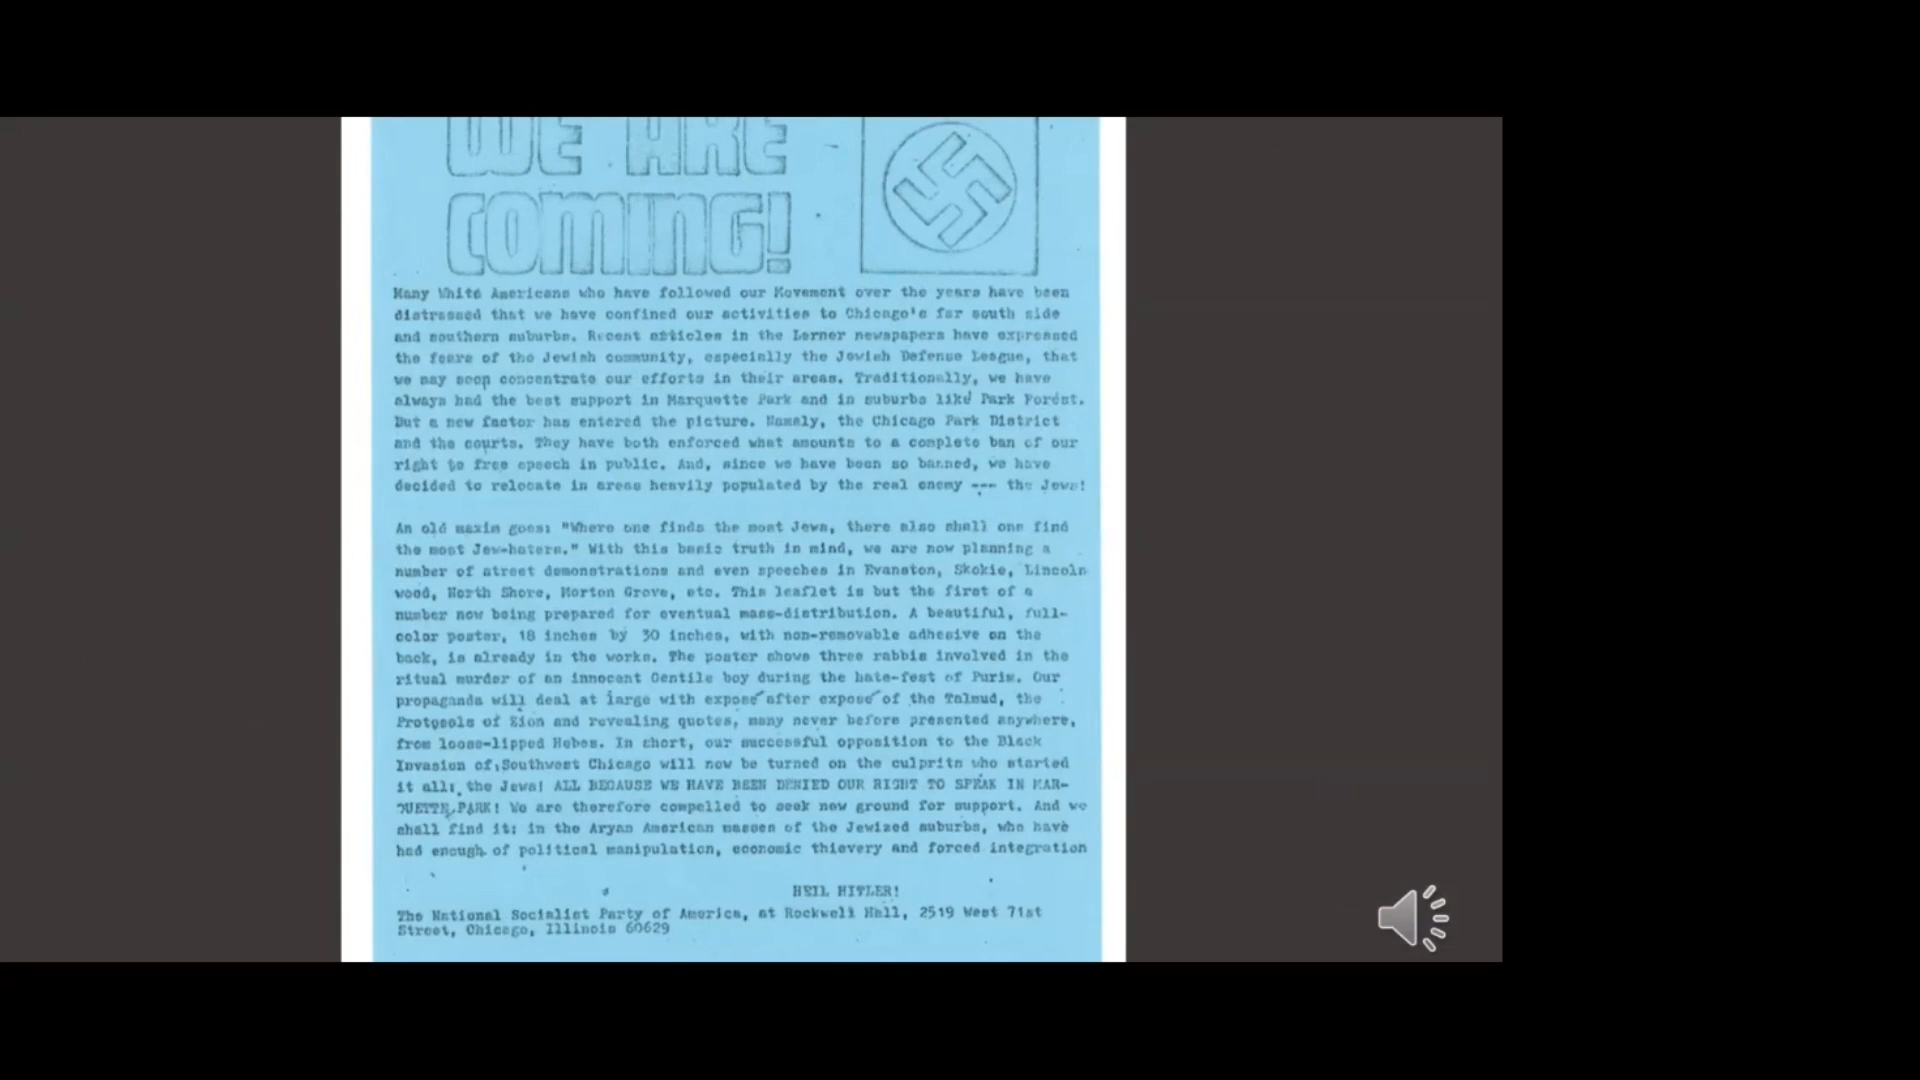 WE ARE
COMING!
Many White Americans who have followed our Movement over the years have been
distressed that we have confined our activities to Chicago's far south side
and southern suburbs. Recent articles in the Lerner newspapers have expressed
the fears of the Jewish community, especially the Jewish Defense League, that
we may soon concentrate our efforts in their areas. Traditionally, we have
always had the best support in Marquette Park and in suburbs like Park Forest.
But a new factor has entered the picture. Namely, the Chicago Park District
and the courts. They have both enforced what amounts to a complete ban of our
right to free speech in public. And, since we have been so banned, we have
decided to relocate in areas heavily populated by the real enemy --- the Jews!
An old maxim goes: "Where one finds the most Jews, there also shall one find
the most Jew-haters." With this basic truth in mind, we are now planning a
number of street demonstrations and even speeches in Evanston, Skokie, Lincoln-
wood, North Shore, Morton Grove, etc. This leaflet is but the first of a
number now being prepared for eventual mass-distribution. A beautiful, full-
color poster, 18 inches by 30 inches, with non-removable adhesive on the
back, is already in the works. The poster shows three rabbis involved in the
ritual murder of an innocent Gentile boy during the hate-fest of Purim. Our
propaganda will deal at large with expose after expose of the Talmud, the
Protocols of Zion and revealing quotes, many never before presented anywhere,
from loose-lipped Hebes. In short, our successful opposition to the Black
Invasion of Southwest Chicago will now be turned on the culprits who started
it all: the Jews! ALL BECAUSE WE HAVE BEEN DENIED OUR RIGHT TO SPEAK IN MAR-
QUETTE PARK! We are therefore compelled to seek new ground for support. And we
shall find it: in the Aryan American masses of the Jewized suburbs, who have
had enough of political manipulation, economic thievery and forced integration
HEIL HITLER!
The National Socialist Party of America, at Rockwell Hall, 2519 West 71st
Street, Chicago, Illinois 60629